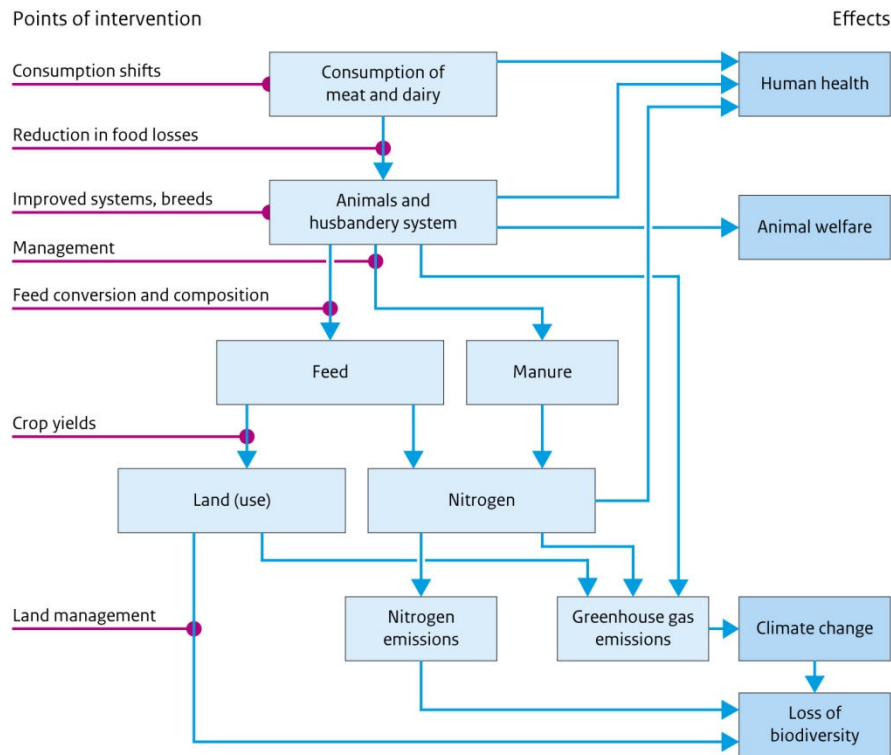 Points of intervention
Effects
Consumption shifts
Consumption of
meat and dairy
Human health
Reduction in food losses
Improved systems, breeds
Animals and
husbandery system
Animal welfare
Management
Feed conversion and composition
Feed
Manure
Crop yields
Land (use)
Nitrogen
Land management
Nitrogen
emissions
Greenhouse gas
emissions
Climate change
Loss of
biodiversity